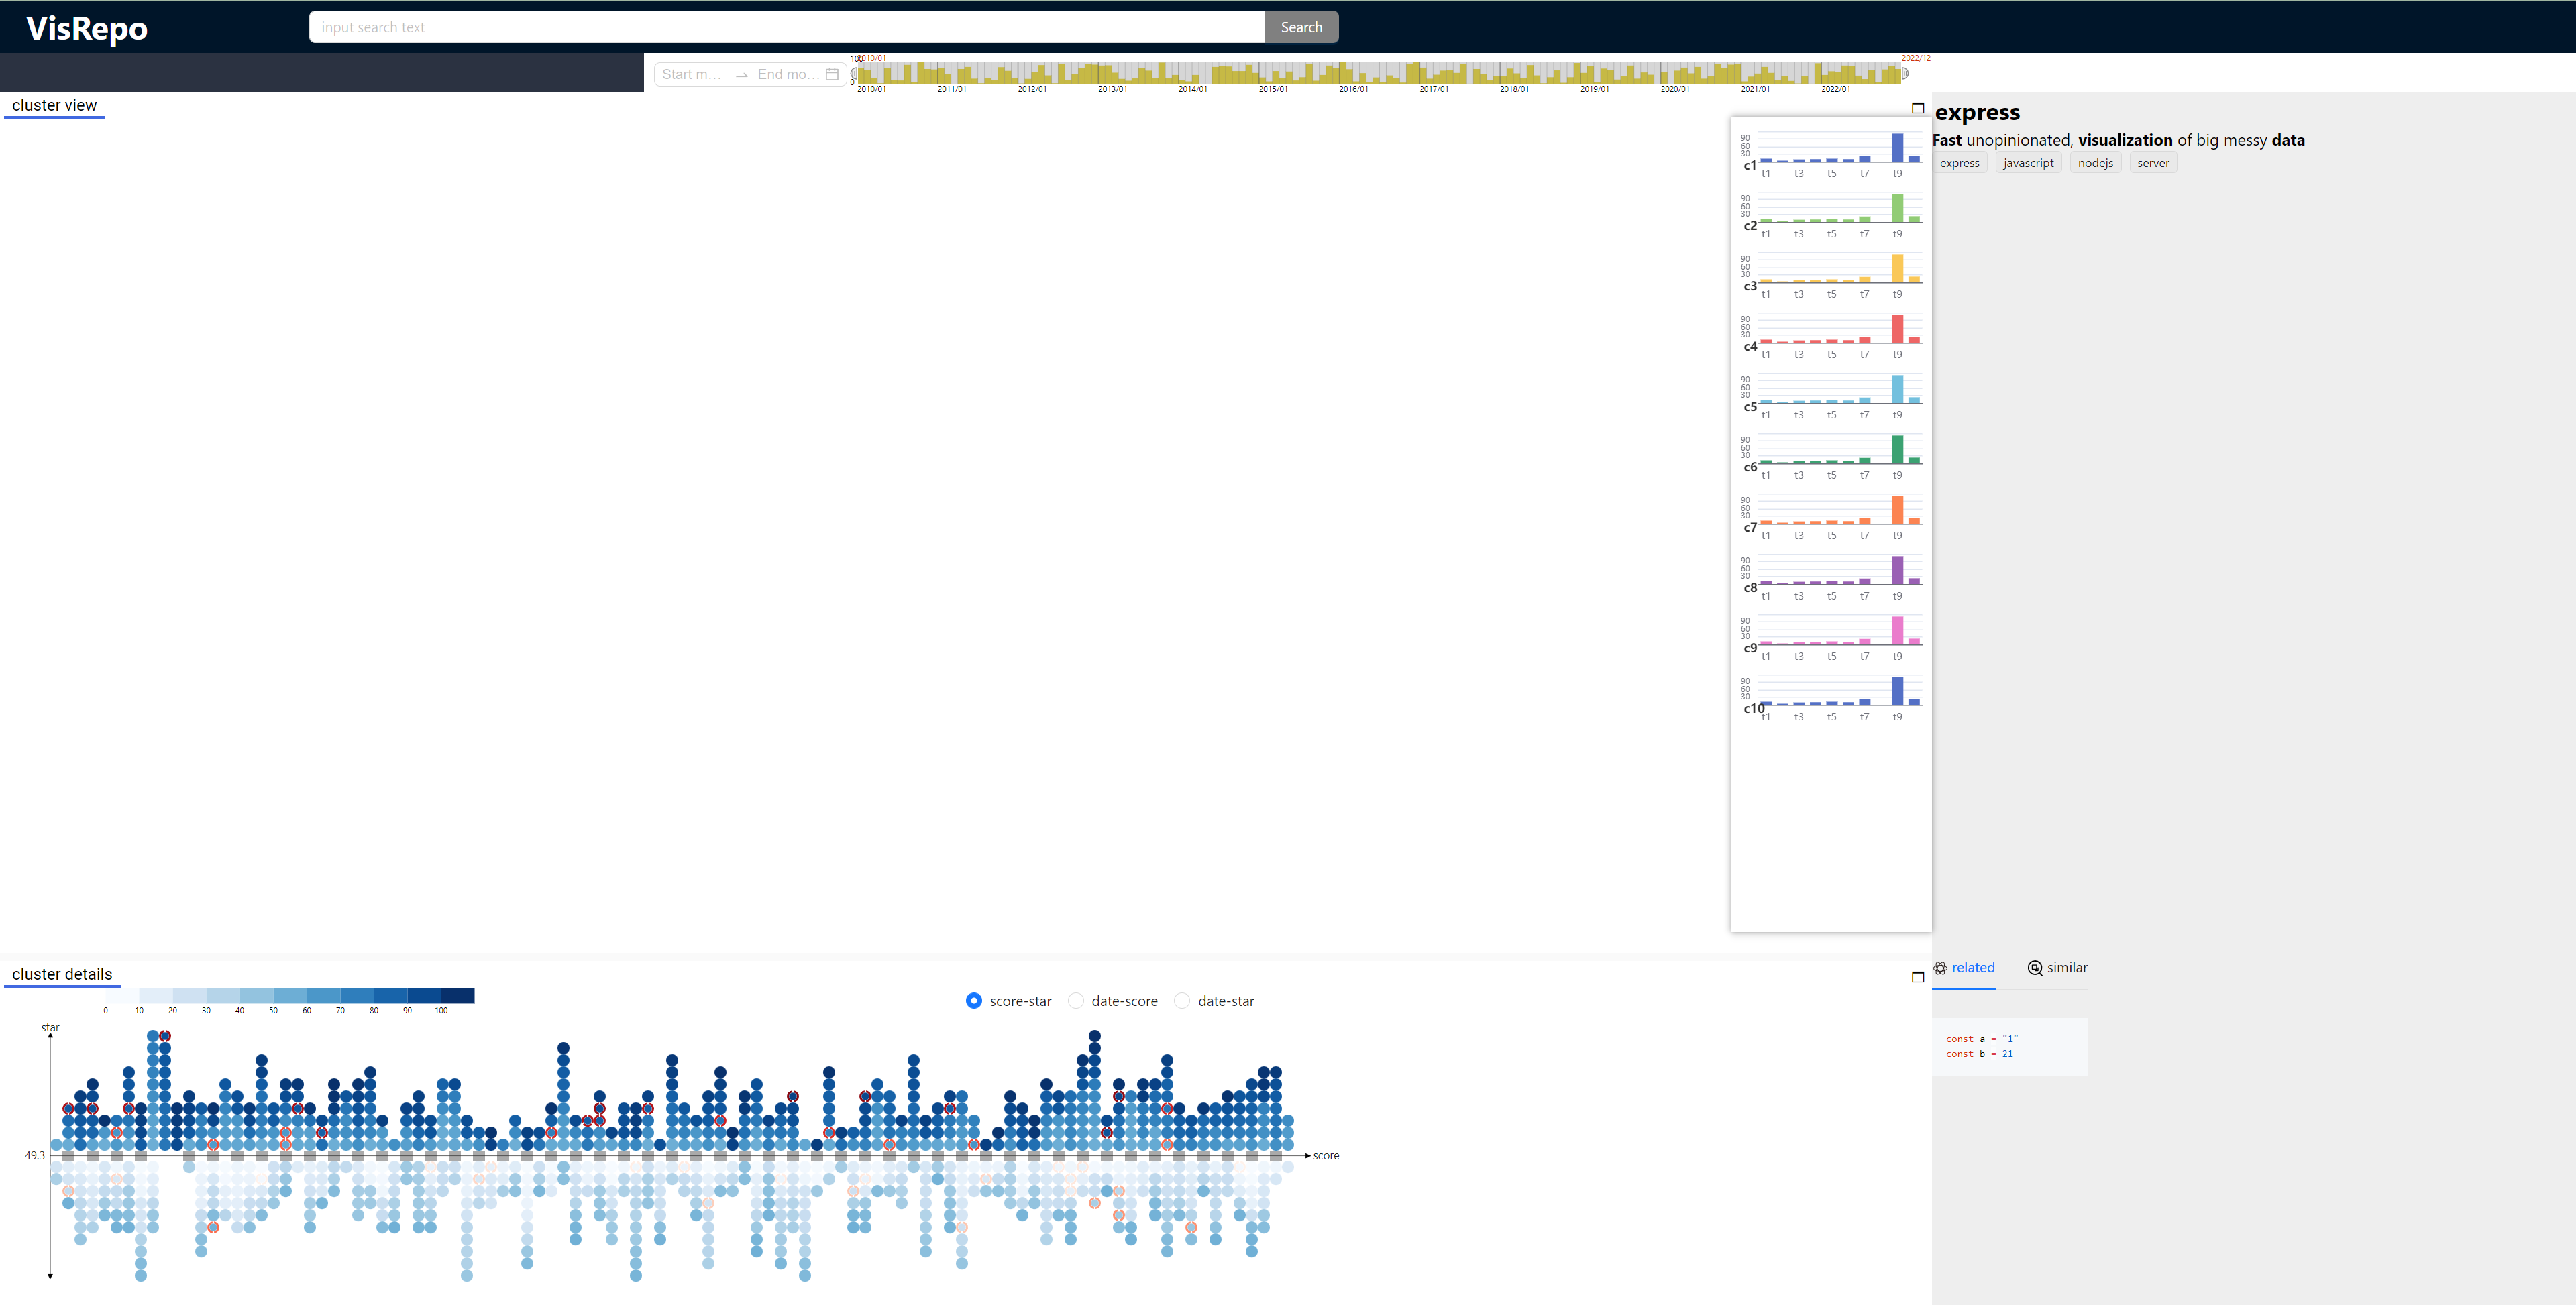 VisRepo
input search text
Search
Start m... → End mo...
100
0
2010/01
2022/12
2010/01 2011/01 2012/01 2013/01 2014/01 2015/01 2016/01 2017/01 2018/01 2019/01 2020/01 2021/01 2022/01
cluster view
90
60
30
c1
t1 t3 t5 t7 t9
90
60
30
c2
t1 t3 t5 t7 t9
90
60
30
c3
t1 t3 t5 t7 t9
90
60
30
c4
t1 t3 t5 t7 t9
90
60
30
c5
t1 t3 t5 t7 t9
90
60
30
c6
t1 t3 t5 t7 t9
90
60
30
c7
t1 t3 t5 t7 t9
90
60
30
c8
t1 t3 t5 t7 t9
90
60
30
c9
t1 t3 t5 t7 t9
90
60
30
c10
t1 t3 t5 t7 t9
express
Fast unopinionated, visualization of big messy data
express javascript nodejs server
related similar
const a = "1"
const b = 21
cluster details
0 10 20 30 40 50 60 70 80 90 100
score-star date-score date-star
star
49.3
score